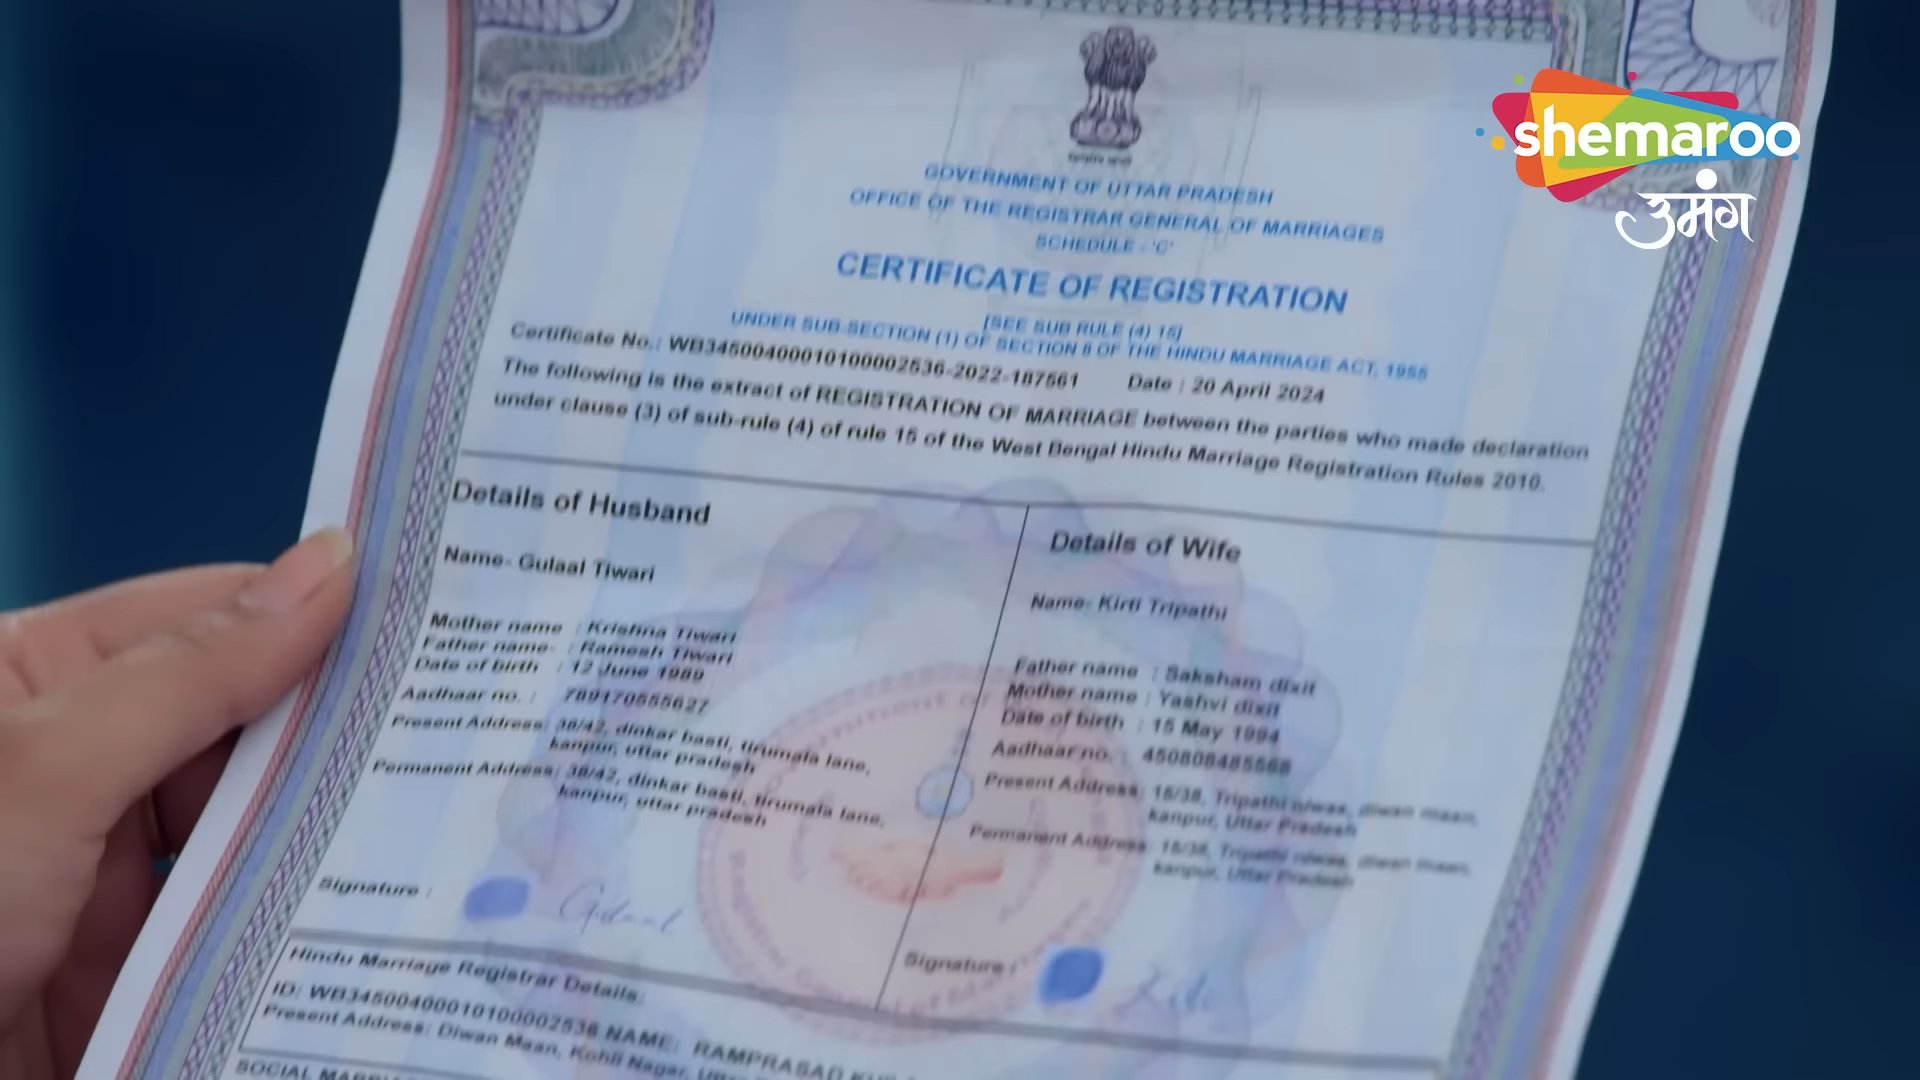 shemaroo
उमंग
GOVERNMENT OF UTTAR PRADESH
OFFICE OF THE REGISTRAR GENERAL OF MARRIAGES
SCHEDULE - 'C'
CERTIFICATE OF REGISTRATION
[SEE SUB RULE (4) 15]
UNDER SUB-SECTION (1) OF SECTION 8 OF THE HINDU MARRIAGE ACT, 1955
Certificate No.: WB34500400010100002536-2022-187561 Date : 20 April 2024
The following is the extract of REGISTRATION OF MARRIAGE between the parties who made declaration
under clause (3) of sub-rule (4) of rule 15 of the West Bengal Hindu Marriage Registration Rules 2010.
Details of Husband
Name- Gulaal Tiwari
Mother name : Krishna Tiwari
Father name- : Ramesh Tiwari
Date of birth : 12 June 1989
Aadhaar no. : 789170555627
Present Address: 38/42, dinkar basti, tirumala lane,
kanpur, uttar pradesh
Permanent Address: 38/42, dinkar basti, tirumala lane,
kanpur, uttar pradesh
Signature : Gulaal
Details of Wife
Name- Kirti Tripathi
Father name : Saksham dixit
Mother name : Yashvi dixit
Date of birth : 15 May 1994
Aadhaar no. : 450808485568
Present Address: 15/38, Tripathi niwas, diwan maan,
kanpur, Uttar Pradesh
Permanent Address: 15/38, Tripathi niwas, diwan maan,
kanpur, Uttar Pradesh
Signature :
Hindu Marriage Registrar Details:
ID: WB34500400010100002536 NAME: RAMPRASAD
Present Address: Diwan Maan, Kohli Nagar,
SOCIAL